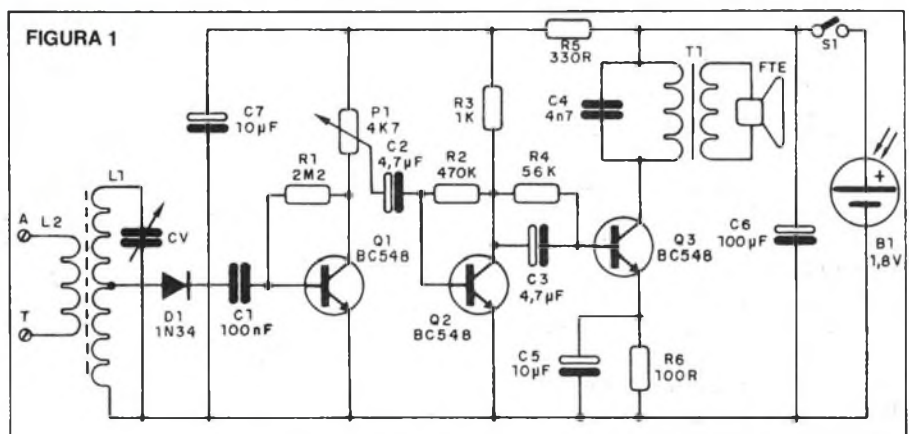 FIGURA 1
R5
330R
S1
T1
FTE
C7
10µF
P1
4K7
C2
4,7µF
R3
1K
C4
4n7
R1
2M2
R2
470K
R4
56K
L1
A
L2
CV
Q1
BC548
Q3
BC548
C6
100µF
B1
1,8V
T
D1
1N34
C1
100nF
Q2
BC548
C3
4,7µF
C5
10µF
R6
100R
+